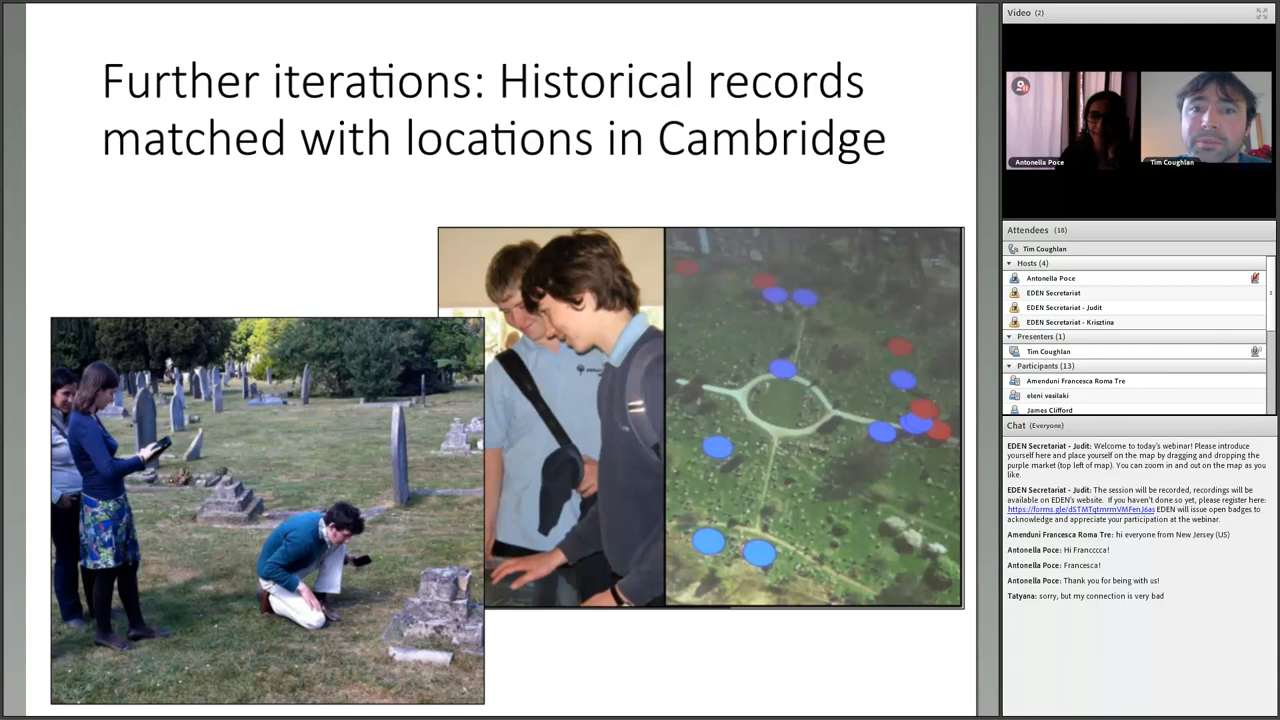 Further iterations: Historical records
matched with locations in Cambridge
Video (2)
Antonella Poce
Tim Coughlan
Attendees (18)
Tim Coughlan
Hosts (4)
Antonella Poce
EDEN Secretariat
EDEN Secretariat - Judit
EDEN Secretariat - Krisztina
Presenters (1)
Tim Coughlan
Participants (13)
Amenduni Francesca Roma Tre
eleni vasilaki
James Clifford
Chat (Everyone)
EDEN Secretariat - Judit: Welcome to today's webinar! Please introduce
yourself here and place yourself on the map by dragging and dropping the
purple market (top left of map). You can zoom in and out on the map as you
like.
EDEN Secretariat - Judit: The session will be recorded, recordings will be
available on EDEN's website. If you haven't done so yet, please register here:
EDEN will issue open badges to
acknowledge and appreciate your participation at the webinar.
Amenduni Francesca Roma Tre: hi everyone from New Jersey (US)
Antonella Poce: Hi Franccca!
Antonella Poce: Francesca!
Antonella Poce: Thank you for being with us!
Tatyana: sorry, but my connection is very bad